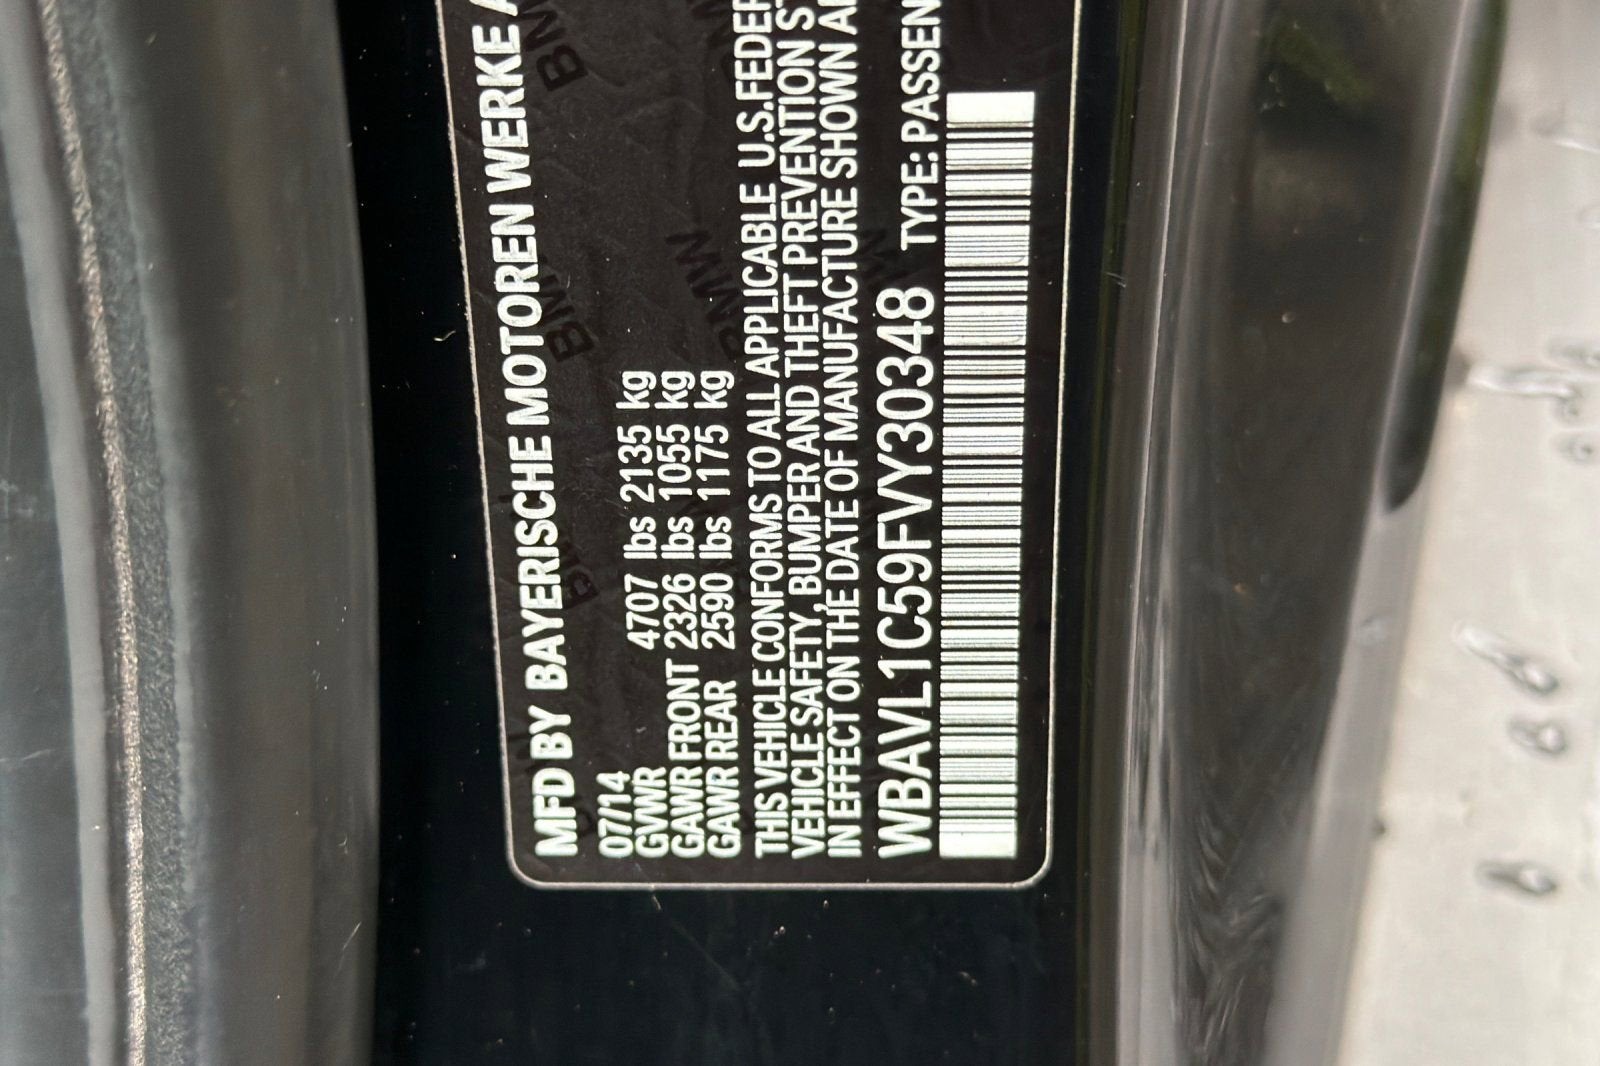 MFD BY BAYERISCHE MOTOREN WERKE
07/14
GVWR 4707 lbs 2135 kg
GAWR FRONT 2326 lbs 1055 kg
GAWR REAR 2590 lbs 1175 kg
THIS VEHICLE CONFORMS TO ALL APPLICABLE U.S.FEDER
VEHICLE SAFETY, BUMPER AND THEFT PREVENTION ST
IN EFFECT ON THE DATE OF MANUFACTURE SHOWN
WBAVL1C59FVY30348 TYPE: PASSEN